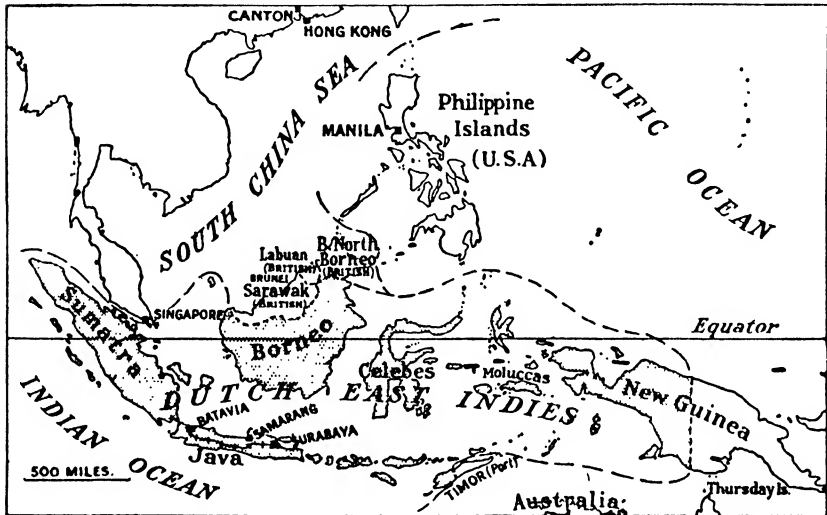 CANTON
HONG KONG
SOUTH CHINA SEA
PACIFIC OCEAN
MANILA
Philippine
Islands
(U.S.A)
Labuan
(BRITISH)
BRUNEI
Sarawak
(BRITISH)
B/North
Borneo
(BRITISH)
SINGAPORE
Sumatra
Borneo
Equator
Celebes
Moluccas
New Guinea
DUTCH EAST INDIES
INDIAN OCEAN
BATAVIA
SAMARANG
SURABAYA
Java
500 MILES.
TIMOR (Port)
Australia
Thursday Is.